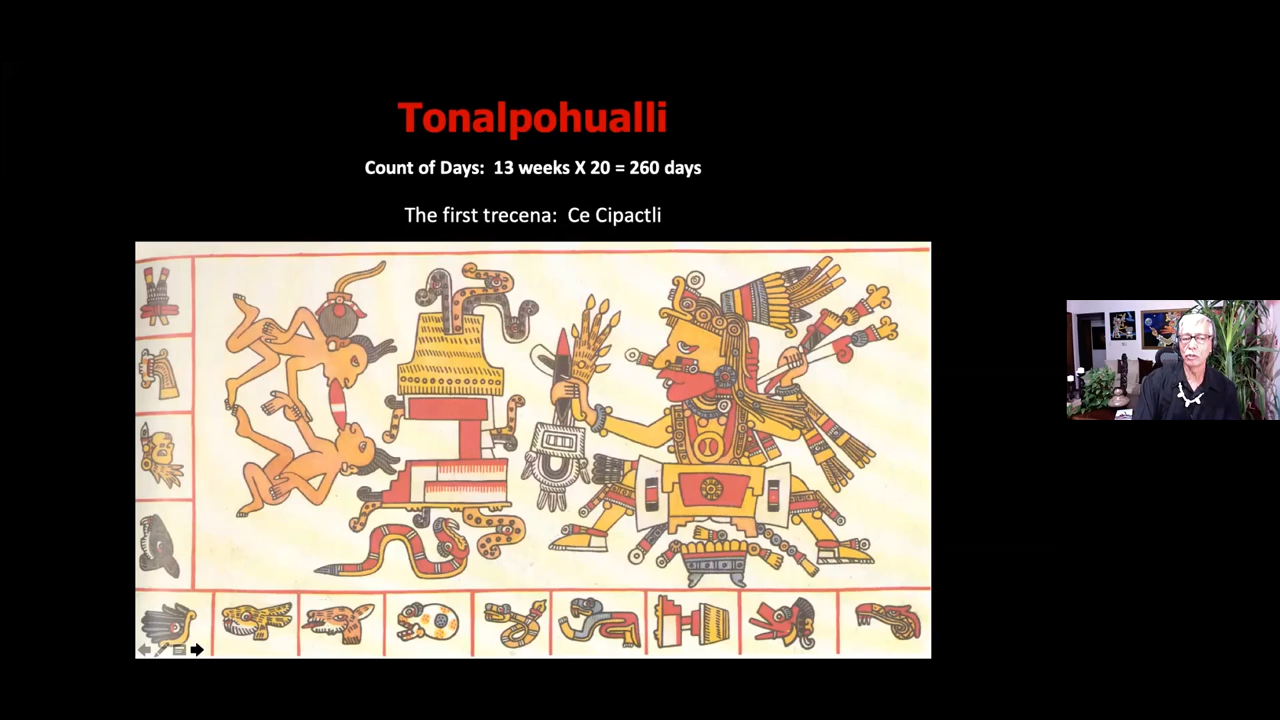 Tonalpohualli
Count of Days:  13 weeks X 20 = 260 days
The first trecena:  Ce Cipactli